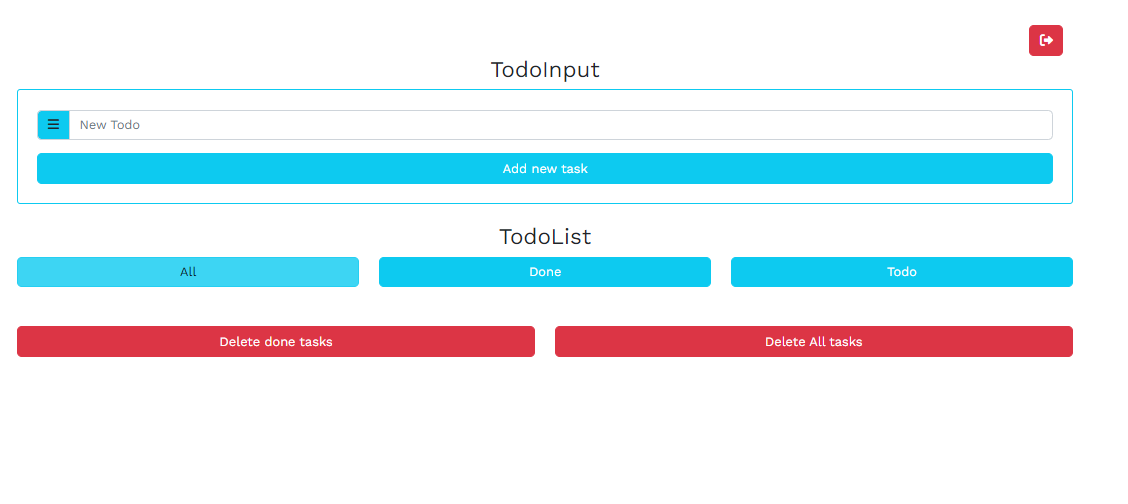 TodoInput
New Todo
Add new task
TodoList
All Done Todo
Delete done tasks Delete All tasks